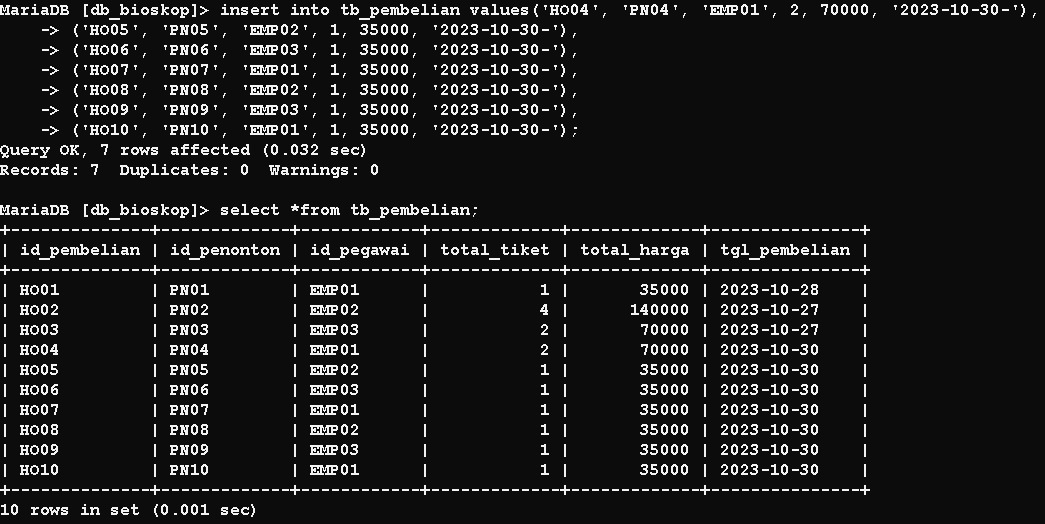 MariaDB [db_bioskop]> insert into tb_pembelian values('HO04', 'PN04', 'EMP01', 2, 70000, '2023-10-30-'),
    -> ('HO05', 'PN05', 'EMP02', 1, 35000, '2023-10-30-'),
    -> ('HO06', 'PN06', 'EMP03', 1, 35000, '2023-10-30-'),
    -> ('HO07', 'PN07', 'EMP01', 1, 35000, '2023-10-30-'),
    -> ('HO08', 'PN08', 'EMP02', 1, 35000, '2023-10-30-'),
    -> ('HO09', 'PN09', 'EMP03', 1, 35000, '2023-10-30-'),
    -> ('HO10', 'PN10', 'EMP01', 1, 35000, '2023-10-30-');
Query OK, 7 rows affected (0.032 sec)
Records: 7  Duplicates: 0  Warnings: 0

MariaDB [db_bioskop]> select *from tb_pembelian;
+--------------+-------------+------------+-------------+-------------+---------------+
| id_pembelian | id_penonton | id_pegawai | total_tiket | total_harga | tgl_pembelian |
+--------------+-------------+------------+-------------+-------------+---------------+
| HO01         | PN01        | EMP01      |           1 |       35000 | 2023-10-28    |
| HO02         | PN02        | EMP02      |           4 |      140000 | 2023-10-27    |
| HO03         | PN03        | EMP03      |           2 |       70000 | 2023-10-27    |
| HO04         | PN04        | EMP01      |           2 |       70000 | 2023-10-30    |
| HO05         | PN05        | EMP02      |           1 |       35000 | 2023-10-30    |
| HO06         | PN06        | EMP03      |           1 |       35000 | 2023-10-30    |
| HO07         | PN07        | EMP01      |           1 |       35000 | 2023-10-30    |
| HO08         | PN08        | EMP02      |           1 |       35000 | 2023-10-30    |
| HO09         | PN09        | EMP03      |           1 |       35000 | 2023-10-30    |
| HO10         | PN10        | EMP01      |           1 |       35000 | 2023-10-30    |
+--------------+-------------+------------+-------------+-------------+---------------+
10 rows in set (0.001 sec)